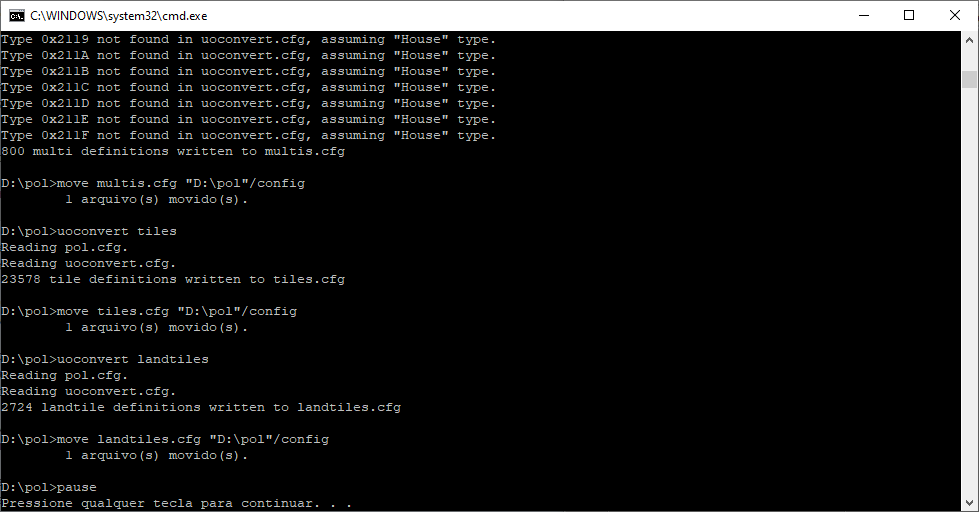 C:\WINDOWS\system32\cmd.exe
Type 0x2119 not found in uoconvert.cfg, assuming "House" type.
Type 0x211A not found in uoconvert.cfg, assuming "House" type.
Type 0x211B not found in uoconvert.cfg, assuming "House" type.
Type 0x211C not found in uoconvert.cfg, assuming "House" type.
Type 0x211D not found in uoconvert.cfg, assuming "House" type.
Type 0x211E not found in uoconvert.cfg, assuming "House" type.
Type 0x211F not found in uoconvert.cfg, assuming "House" type.
800 multi definitions written to multis.cfg
D:\pol>move multis.cfg "D:\pol"/config
1 arquivo(s) movido(s).
D:\pol>uoconvert tiles
Reading pol.cfg.
Reading uoconvert.cfg.
23578 tile definitions written to tiles.cfg
D:\pol>move tiles.cfg "D:\pol"/config
1 arquivo(s) movido(s).
D:\pol>uoconvert landtiles
Reading pol.cfg.
Reading uoconvert.cfg.
2724 landtile definitions written to landtiles.cfg
D:\pol>move landtiles.cfg "D:\pol"/config
1 arquivo(s) movido(s).
D:\pol>pause
Pressione qualquer tecla para continuar. . .